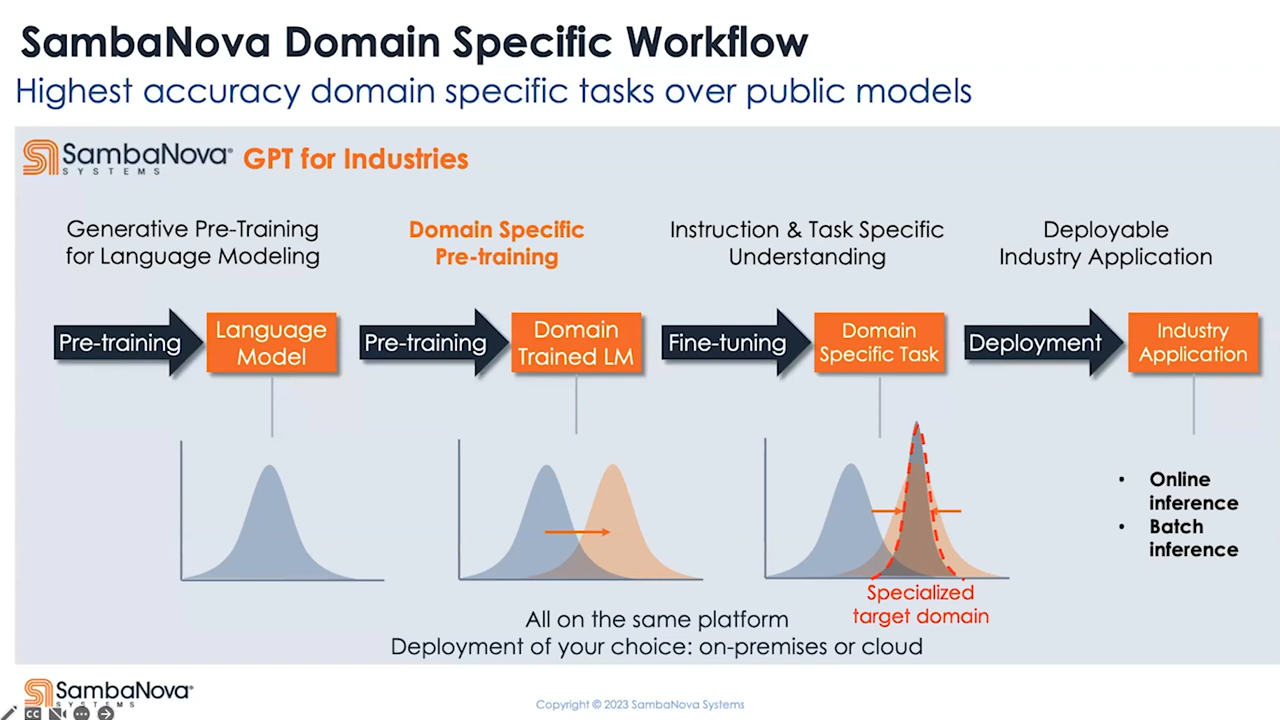 SambaNova Domain Specific Workflow
Highest accuracy domain specific tasks over public models
SambaNova® GPT for Industries
SYSTEMS
Generative Pre-Training
for Language Modeling
Domain Specific
Pre-training
Instruction & Task Specific
Understanding
Deployable
Industry Application
Pre-training
Language
Model
Pre-training
Domain
Trained LM
Fine-tuning
Domain
Specific Task
Deployment
Industry
Application
• Online
inference
• Batch
inference
Specialized
target domain
All on the same platform
Deployment of your choice: on-premises or cloud
SambaNova®
SYSTEMS
CC
Copyright © 2023 SambaNova Systems